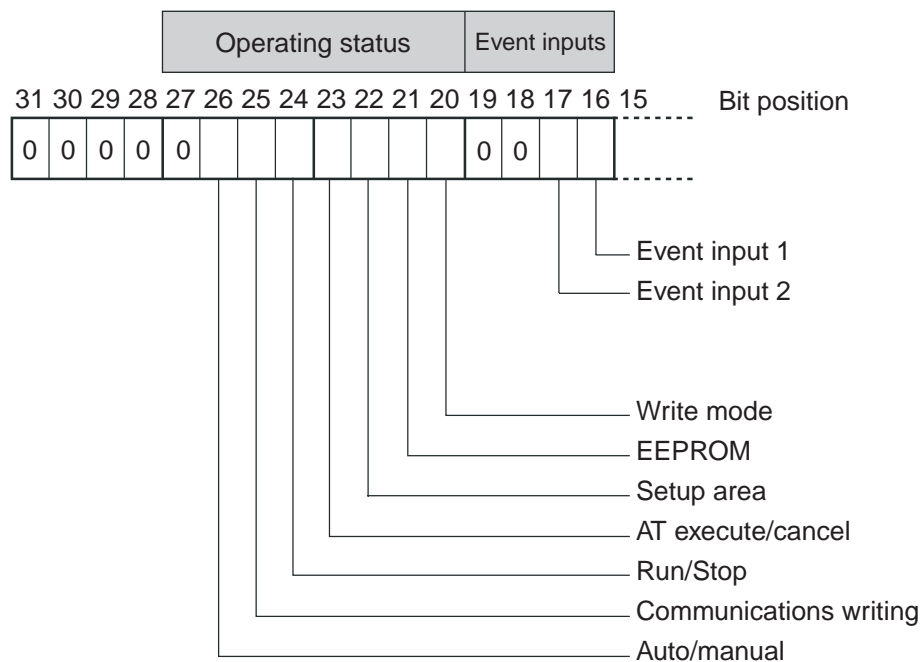 Operating status Event inputs
31 30 29 28 27 26 25 24 23 22 21 20 19 18 17 16 15 Bit position
0 0 0 0 0 0 0
Event input 1
Event input 2
Write mode
EEPROM
Setup area
AT execute/cancel
Run/Stop
Communications writing
Auto/manual